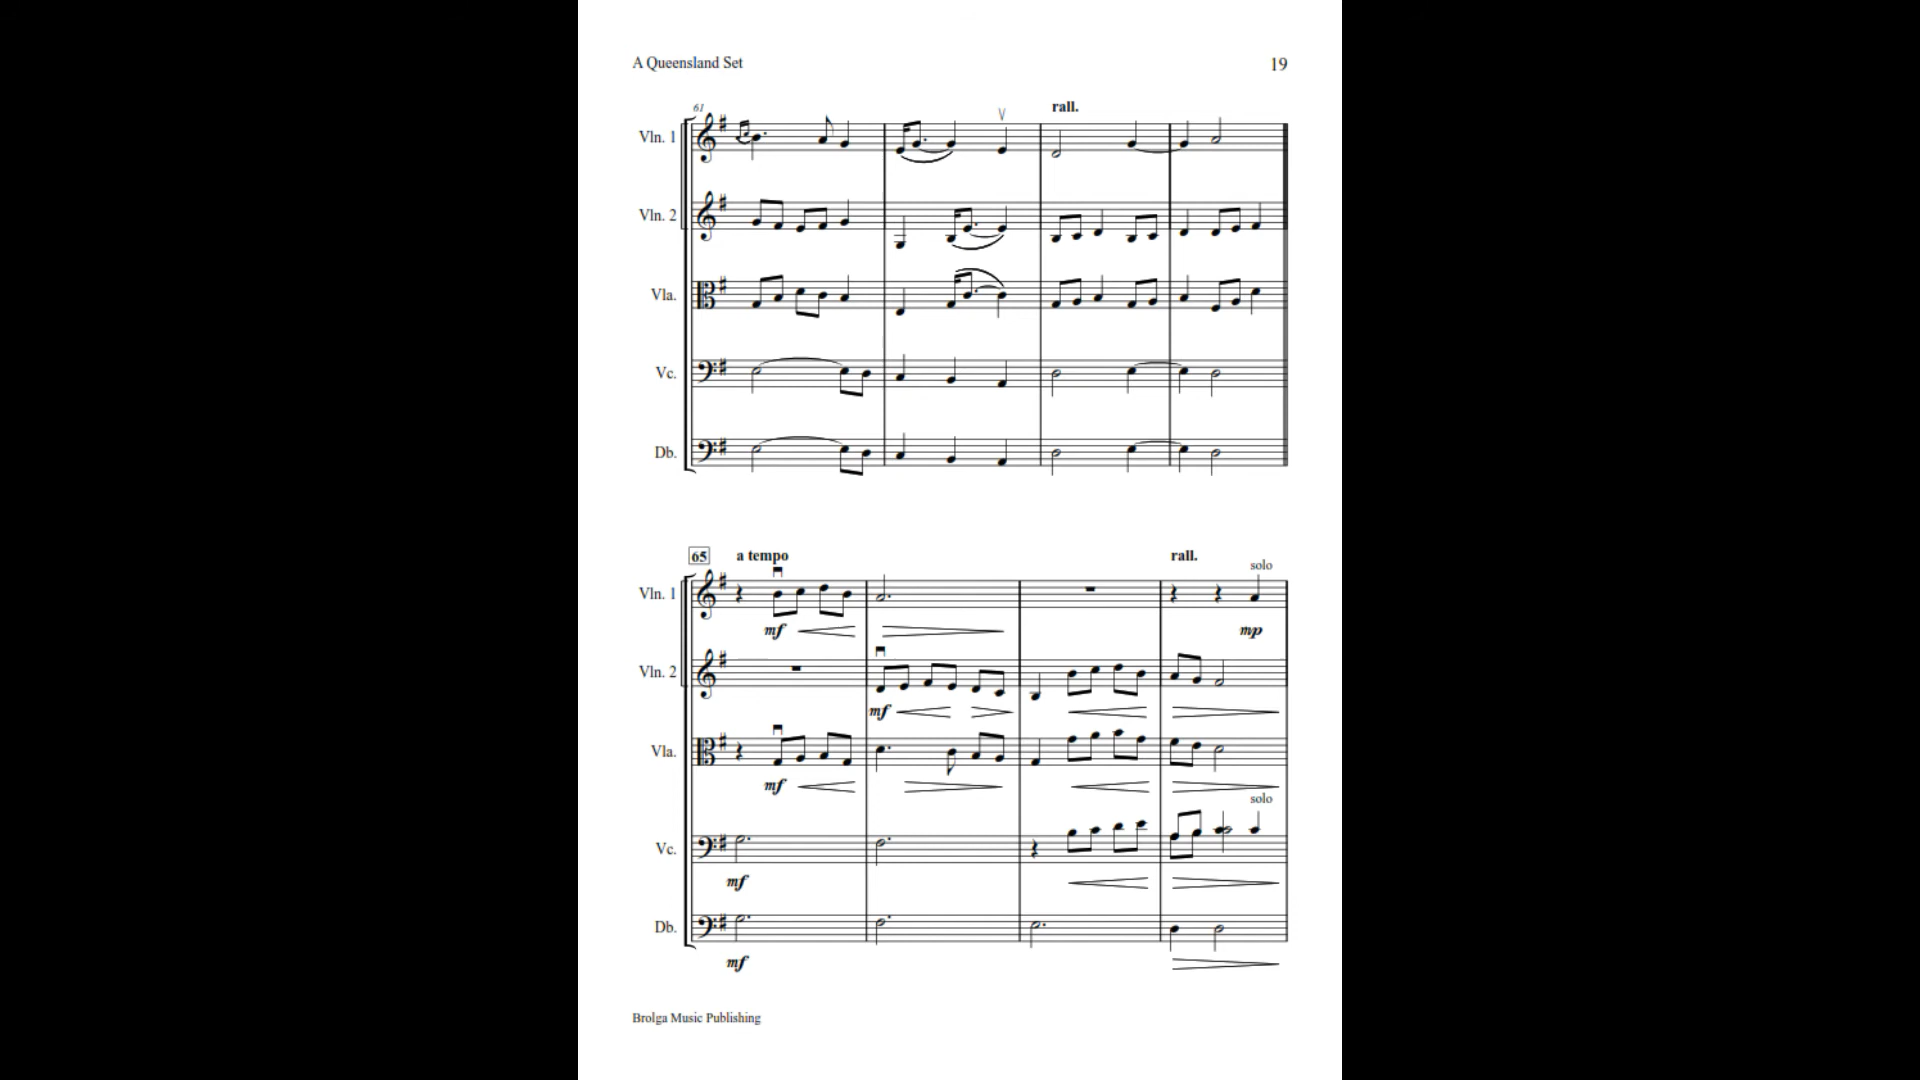 A Queensland Set
19
61
rall.
Vln. 1
Vln. 2
Vla.
Vc.
Db.
65
a tempo
rall.
solo
Vln. 1
mf
mp
Vln. 2
mf
Vla.
mf
solo
Vc.
mf
Db.
mf
Brolga Music Publishing